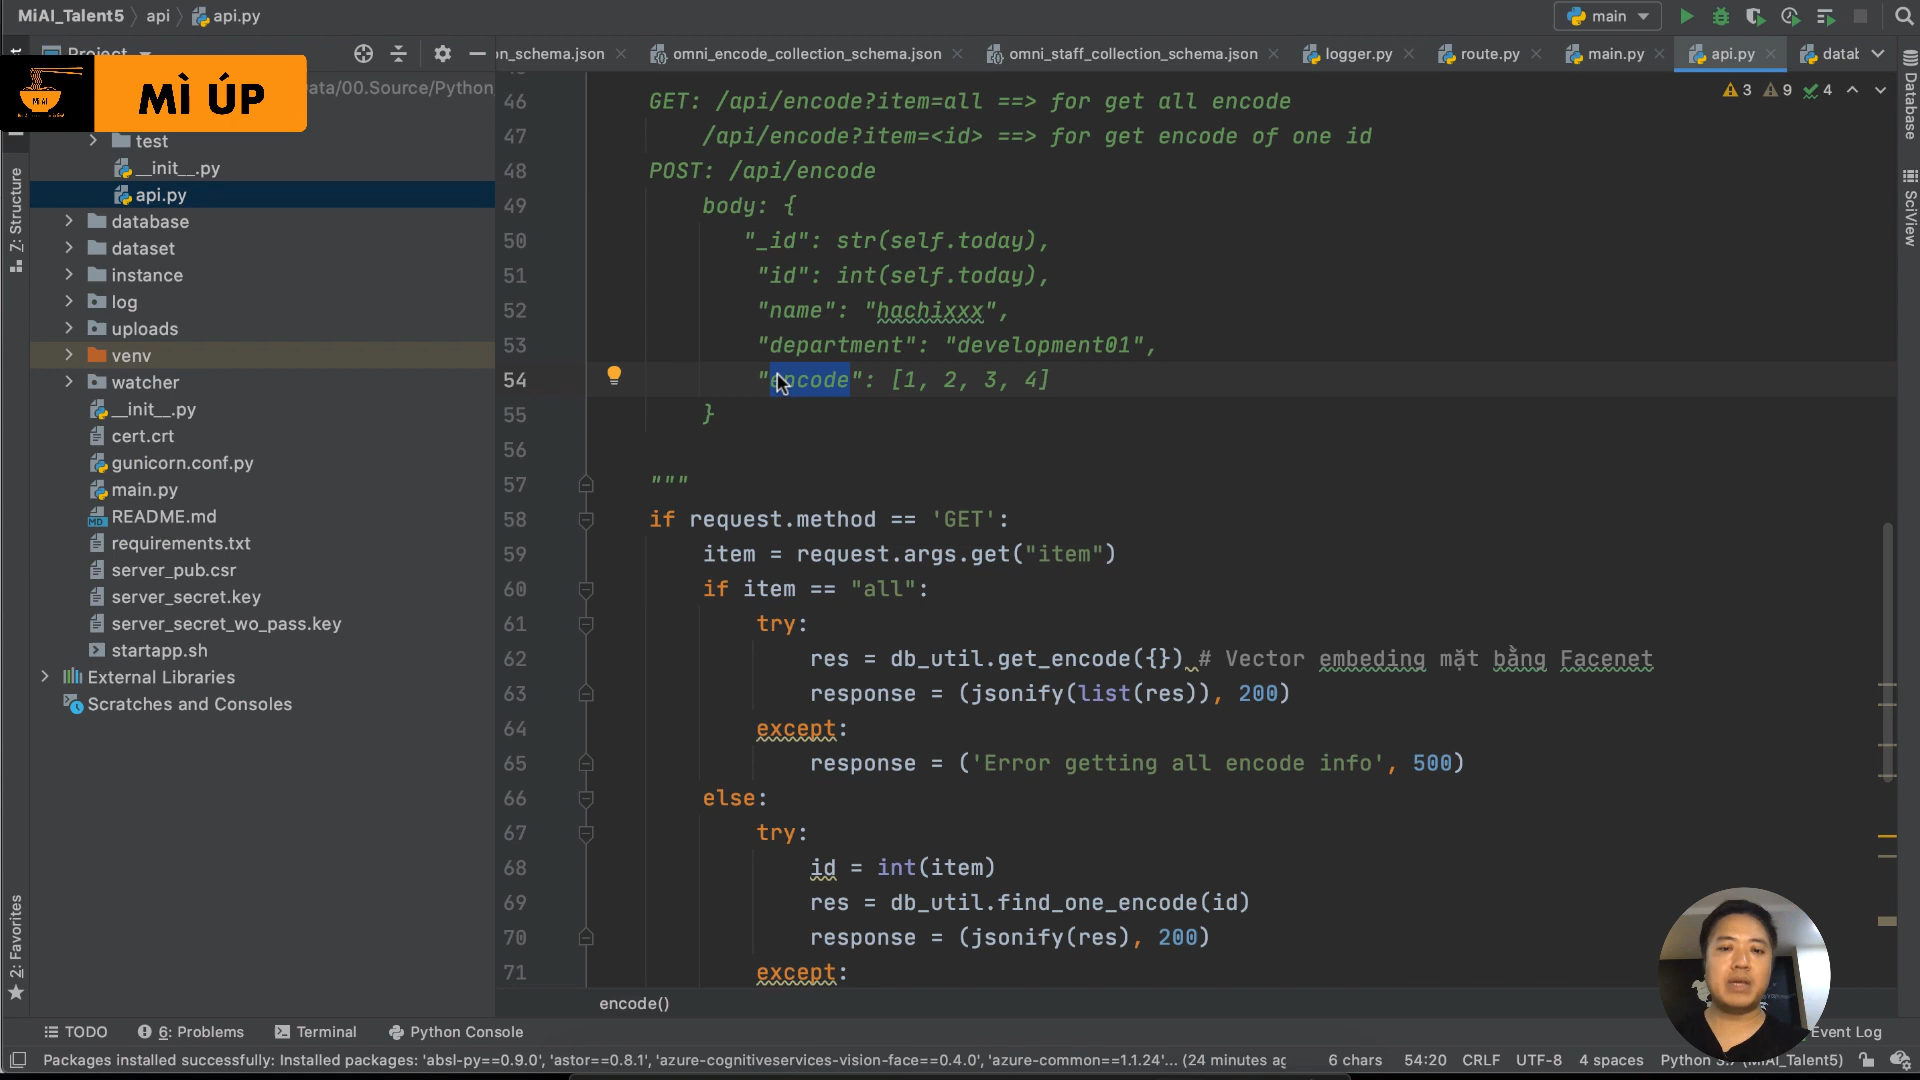 MiAI_Talent5 api api.py main
Project
n_schema.json omni_encode_collection_schema.json omni_staff_collection_schema.json logger.py route.py main.py api.py datab
Mì AI
MÌ ÚP
ata/00.Source/Python
3 9 4
test
__init__.py
api.py
database
dataset
instance
log
uploads
venv
watcher
__init__.py
cert.crt
gunicorn.conf.py
main.py
README.md
requirements.txt
server_pub.csr
server_secret.key
server_secret_wo_pass.key
startapp.sh
External Libraries
Scratches and Consoles
Z: Structure
2: Favorites
Database
SciView
46 GET: /api/encode?item=all ==> for get all encode
47 /api/encode?item=<id> ==> for get encode of one id
48 POST: /api/encode
49 body: {
50 "_id": str(self.today),
51 "id": int(self.today),
52 "name": "hachixxx",
53 "department": "development01",
54 "encode": [1, 2, 3, 4]
55 }
56
57 """
58 if request.method == 'GET':
59 item = request.args.get("item")
60 if item == "all":
61 try:
62 res = db_util.get_encode({}) # Vector embeding mặt bằng Facenet
63 response = (jsonify(list(res)), 200)
64 except:
65 response = ('Error getting all encode info', 500)
66 else:
67 try:
68 id = int(item)
69 res = db_util.find_one_encode(id)
70 response = (jsonify(res), 200)
71 except:
encode()
TODO 6: Problems Terminal Python Console Event Log
Packages installed successfully: Installed packages: 'absl-py==0.9.0', 'astor==0.8.1', 'azure-cognitiveservices-vision-face==0.4.0', 'azure-common==1.1.24'... (24 minutes ag 6 chars 54:20 CRLF UTF-8 4 spaces Python 3.7 (MiAI_Talent5)